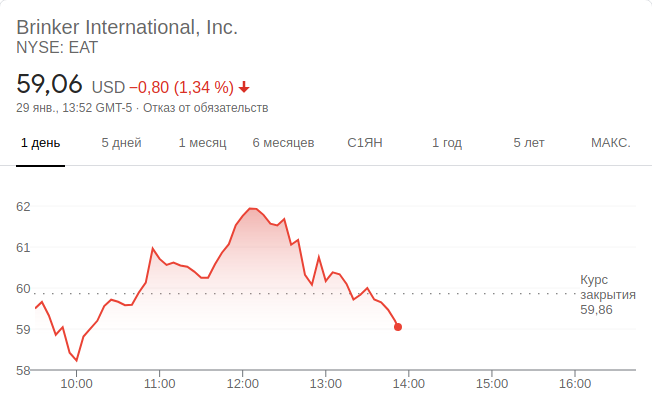 Brinker International, Inc.
NYSE: EAT
59,06 USD −0,80 (1,34 %)
29 янв., 13:52 GMT-5 · Отказ от обязательств
1 день 5 дней 1 месяц 6 месяцев С1ЯН 1 год 5 лет МАКС.
62
61
60
59
58
Курс
закрытия
59,86
10:00 11:00 12:00 13:00 14:00 15:00 16:00